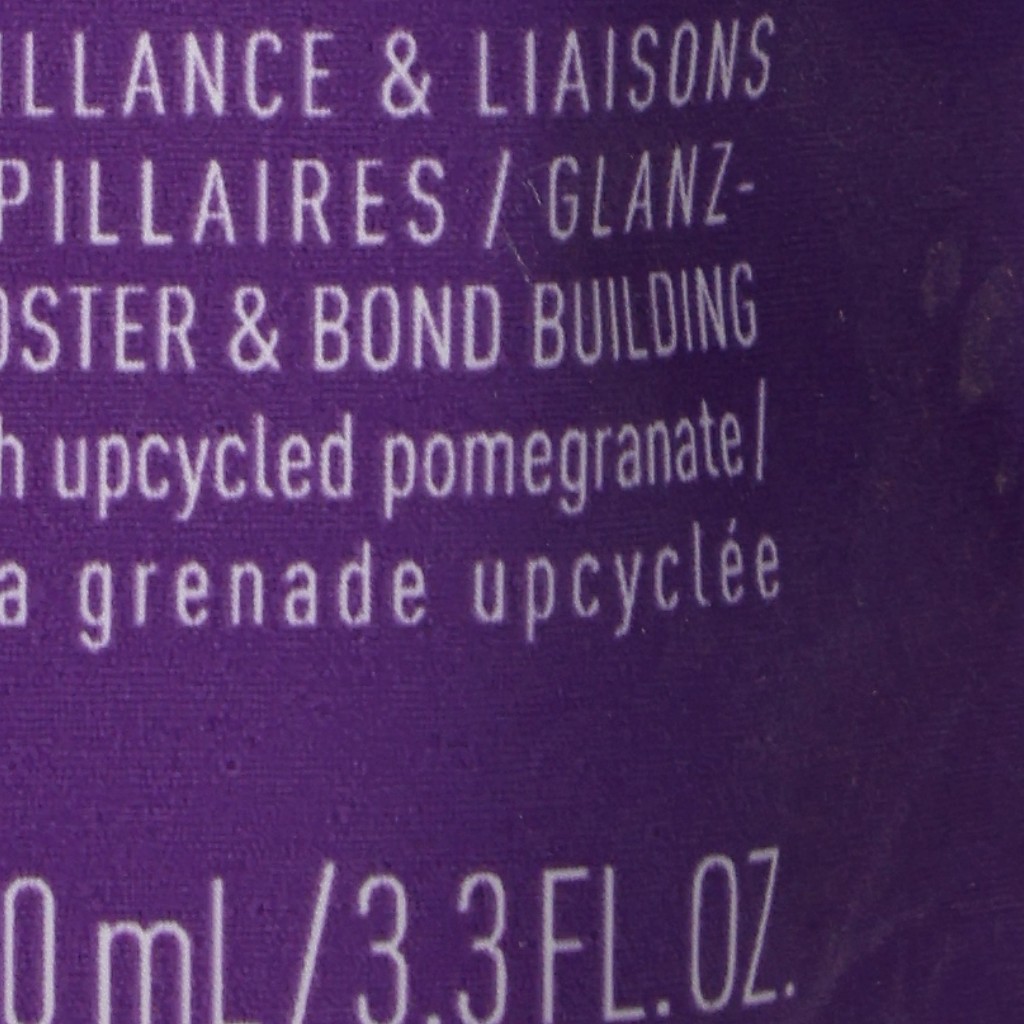 ILLANCE & LIAISONS
PILLAIRES / GLANZ-
OSTER & BOND BUILDING
h upcycled pomegranate/
a grenade upcyclée
0 mL/3.3 FL.OZ.